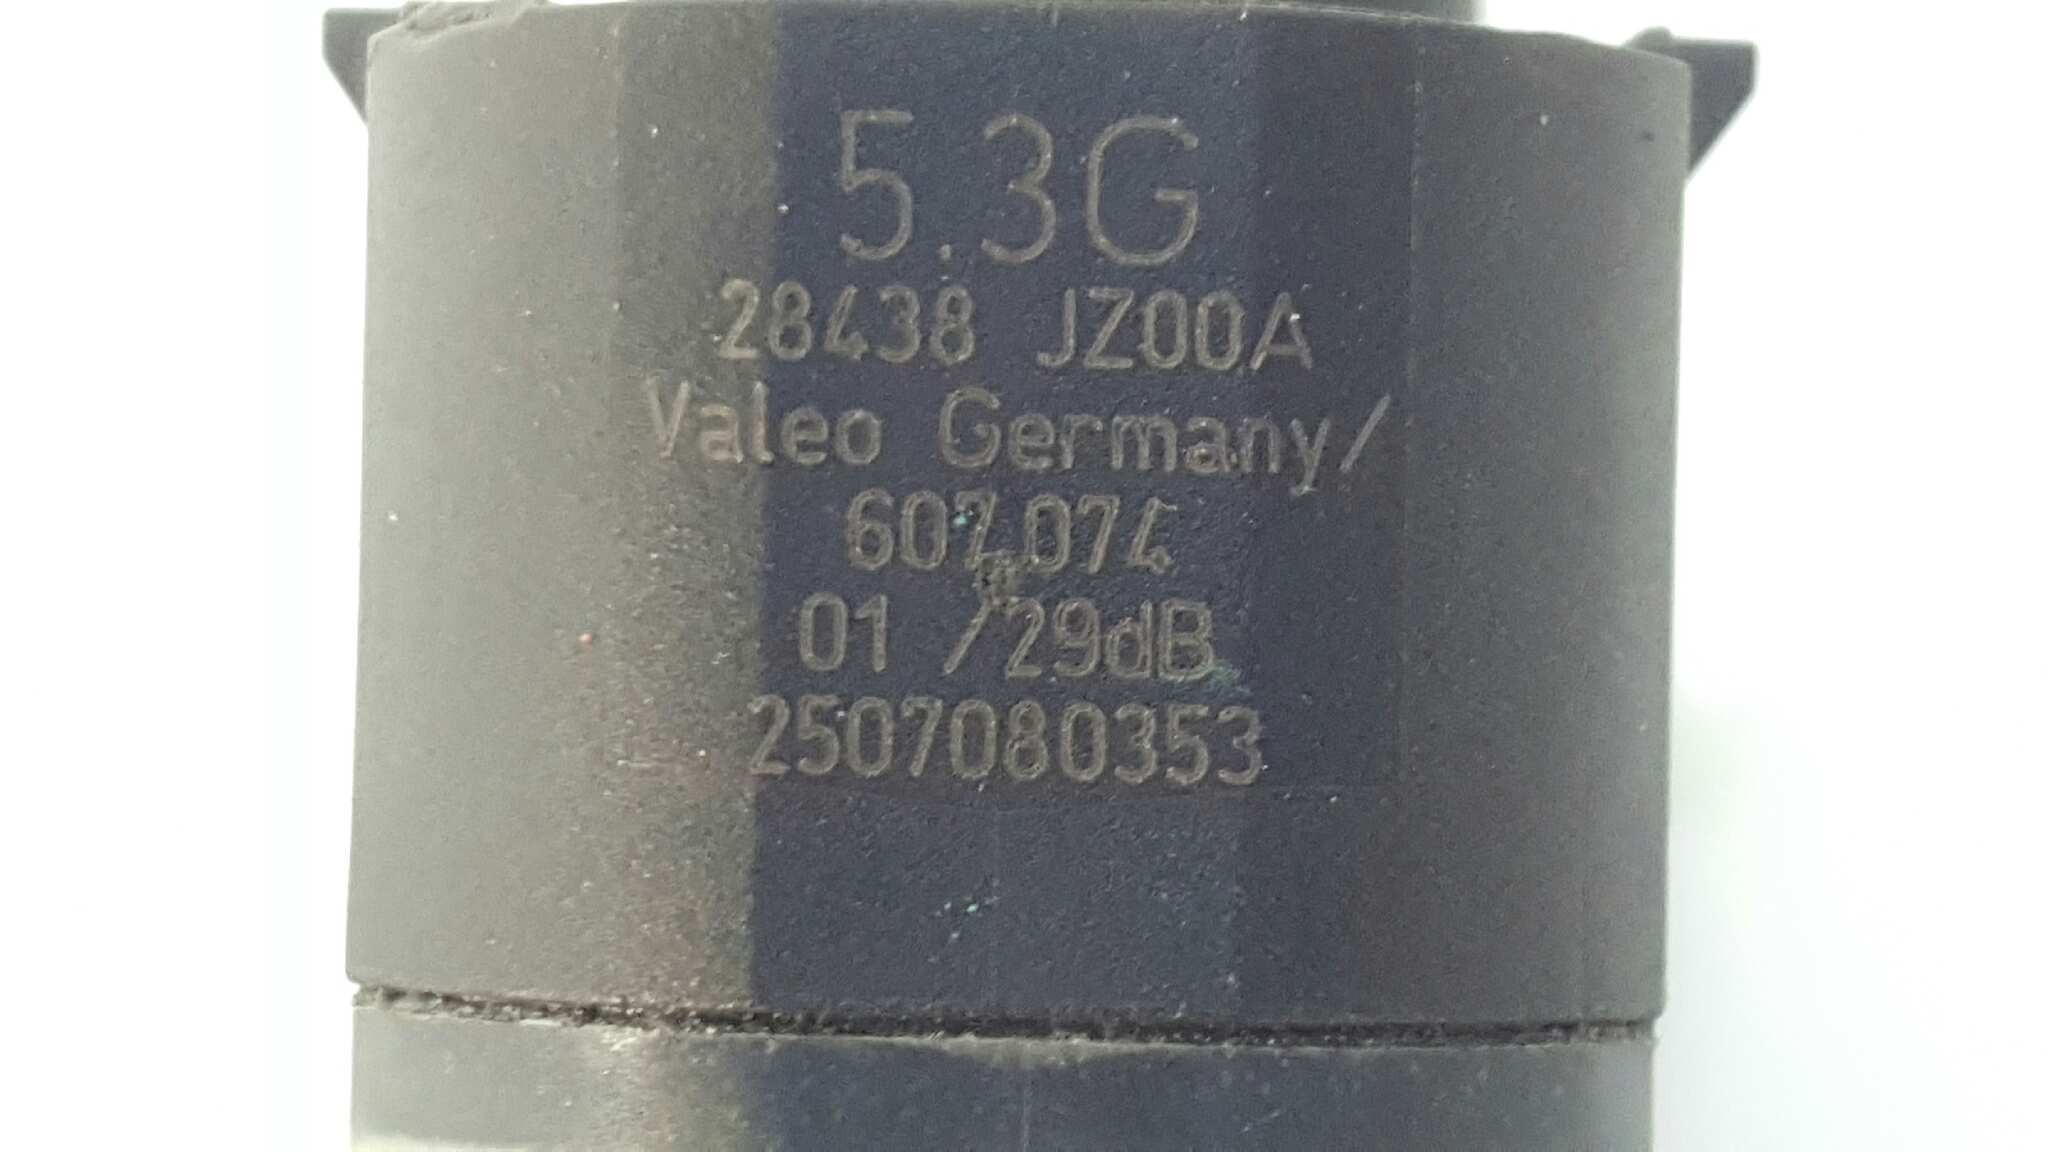 5.3G
28438 JZ00A
Valeo Germany/
607.074
01 /29dB
2507080353